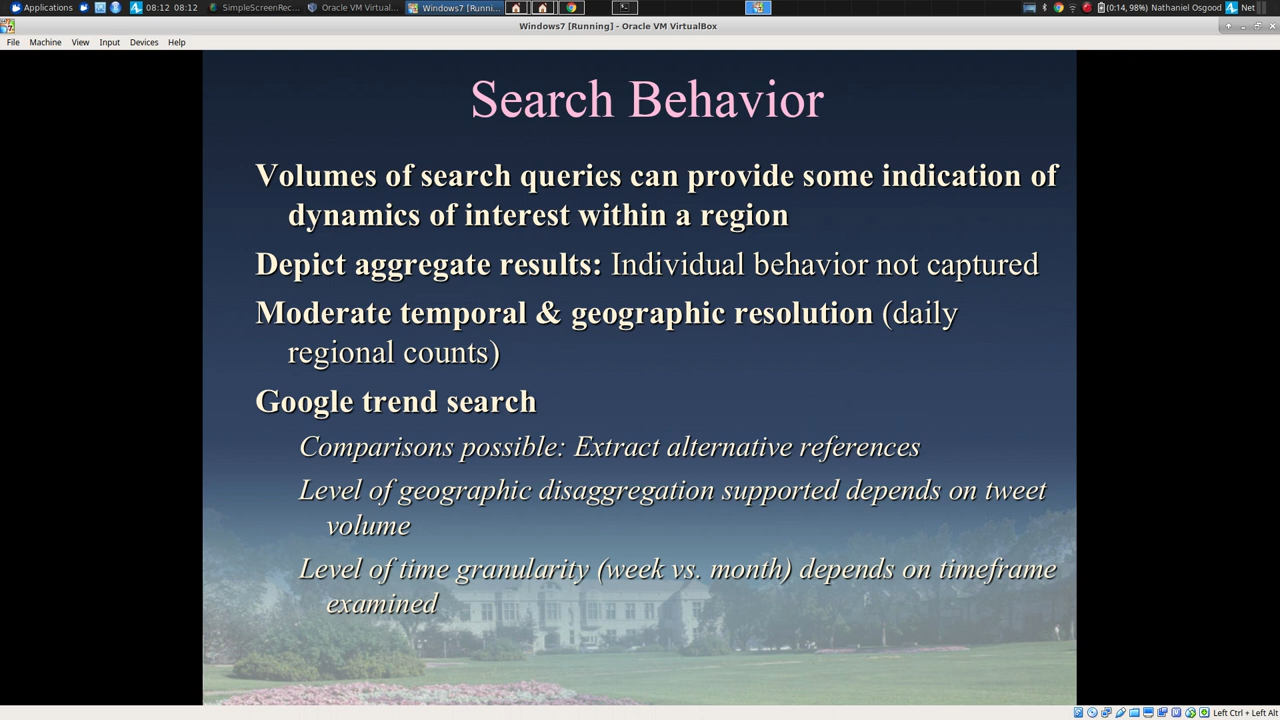 Applications 08:12 08:12 SimpleScreenRec... Oracle VM Virtual... Windows7 [Runni... (0:14, 98%) Nathaniel Osgood Net
Windows7 [Running] - Oracle VM VirtualBox
File Machine View Input Devices Help
Search Behavior
Volumes of search queries can provide some indication of
dynamics of interest within a region
Depict aggregate results: Individual behavior not captured
Moderate temporal & geographic resolution (daily
regional counts)
Google trend search
Comparisons possible: Extract alternative references
Level of geographic disaggregation supported depends on tweet
volume
Level of time granularity (week vs. month) depends on timeframe
examined
Left Ctrl + Left Alt